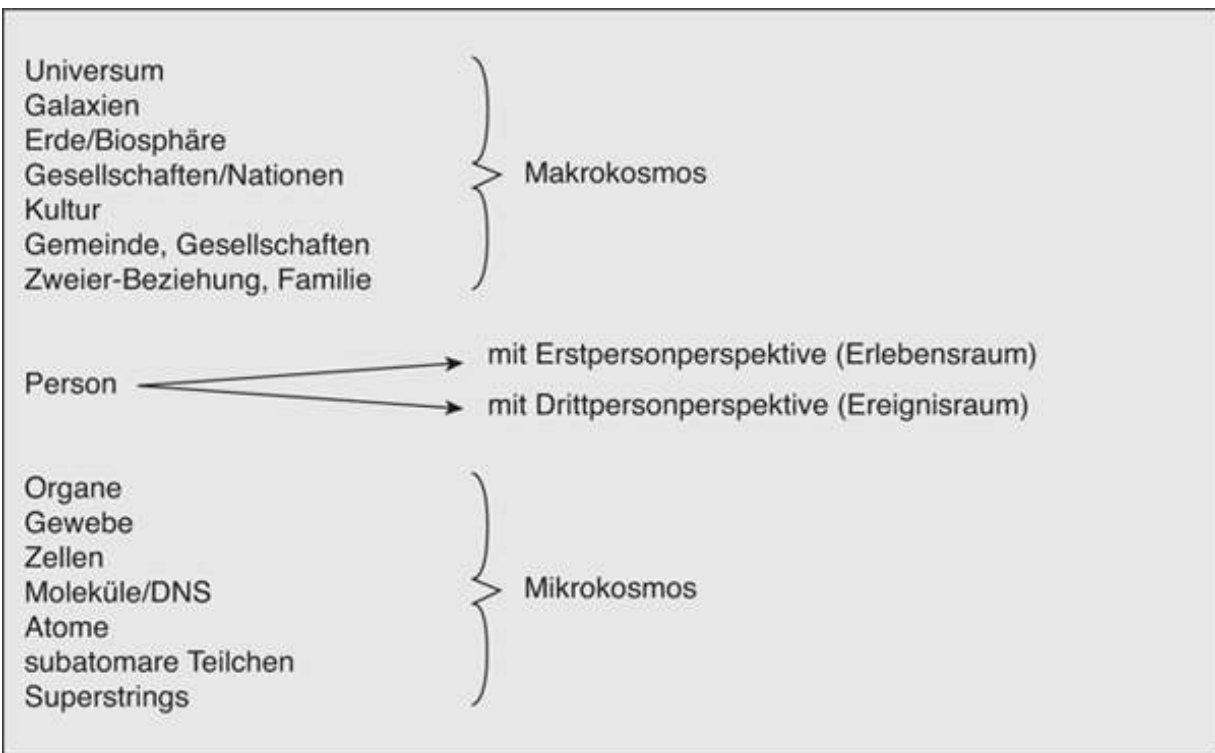 Universum
Galaxien
Erde/Biosphäre
Gesellschaften/Nationen
Kultur
Gemeinde, Gesellschaften
Zweier-Beziehung, Familie
Makrokosmos
Person
mit Erstpersonperspektive (Erlebensraum)
mit Drittpersonperspektive (Ereignisraum)
Organe
Gewebe
Zellen
Moleküle/DNS
Atome
subatomare Teilchen
Superstrings
Mikrokosmos